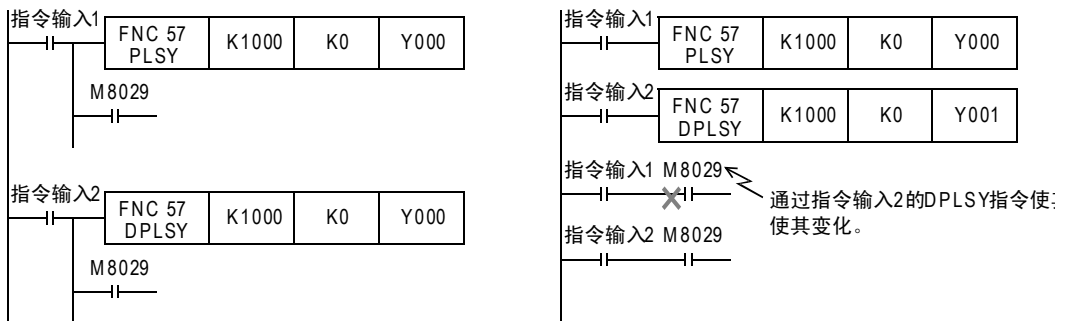 指令输入1
FNC 57
PLSY
K1000
K0
Y000
M8029
指令输入2
FNC 57
DPLSY
K1000
K0
Y000
M8029
指令输入1
FNC 57
PLSY
K1000
K0
Y000
指令输入2
FNC 57
DPLSY
K1000
K0
Y001
指令输入1 M8029
通过指令输入2的DPLSY指令使
使其变化。
指令输入2 M8029